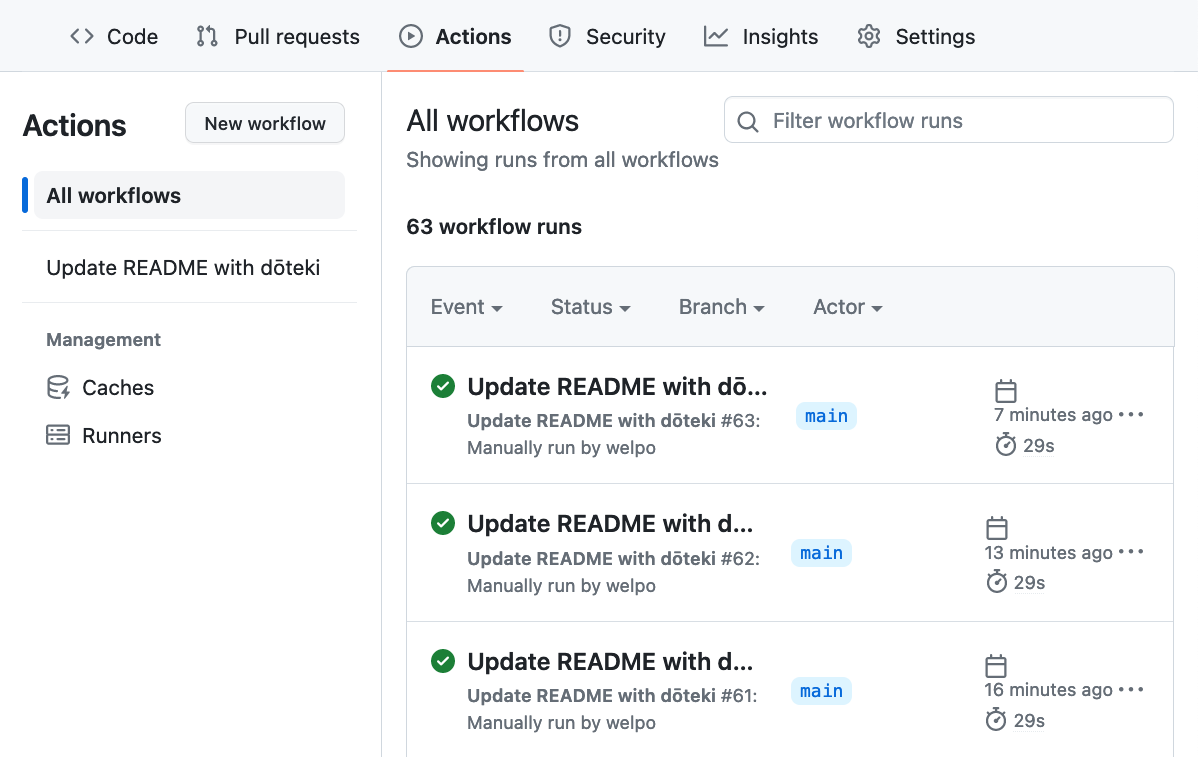 Code Pull requests Actions Security Insights Settings
Actions
New workflow
All workflows
Update README with dōteki
Management
Caches
Runners
All workflows
Filter workflow runs
Showing runs from all workflows
63 workflow runs
Event Status Branch Actor
Update README with dō...
Update README with dōteki #63:
Manually run by welpo
main
7 minutes ago
29s
Update README with d...
Update README with dōteki #62:
Manually run by welpo
main
13 minutes ago
29s
Update README with d...
Update README with dōteki #61:
Manually run by welpo
main
16 minutes ago
29s